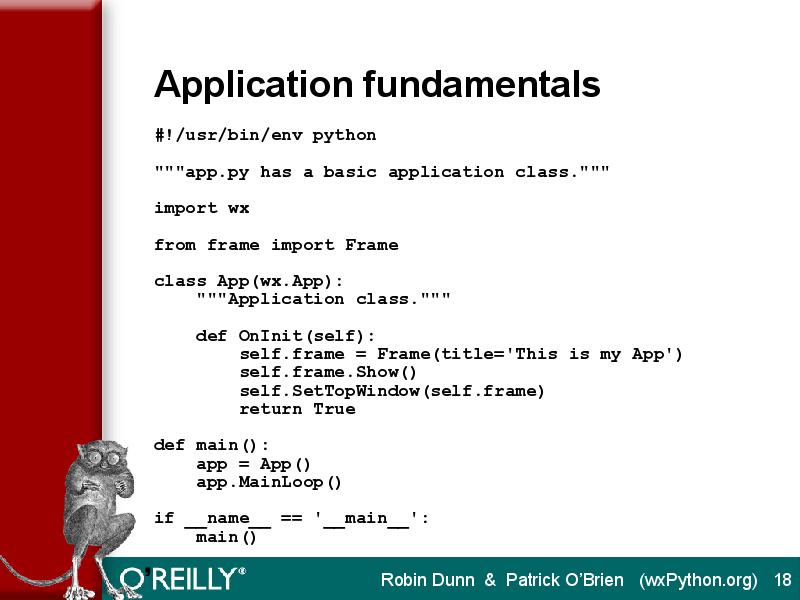 Application fundamentals
#!/usr/bin/env python
"""app.py has a basic application class."""
import wx
from frame import Frame
class App(wx.App):
    """Application class."""
    def OnInit(self):
        self.frame = Frame(title='This is my App')
        self.frame.Show()
        self.SetTopWindow(self.frame)
        return True
def main():
    app = App()
    app.MainLoop()
if __name__ == '__main__':
    main()
O'REILLY®
Robin Dunn & Patrick O'Brien (wxPython.org) 18